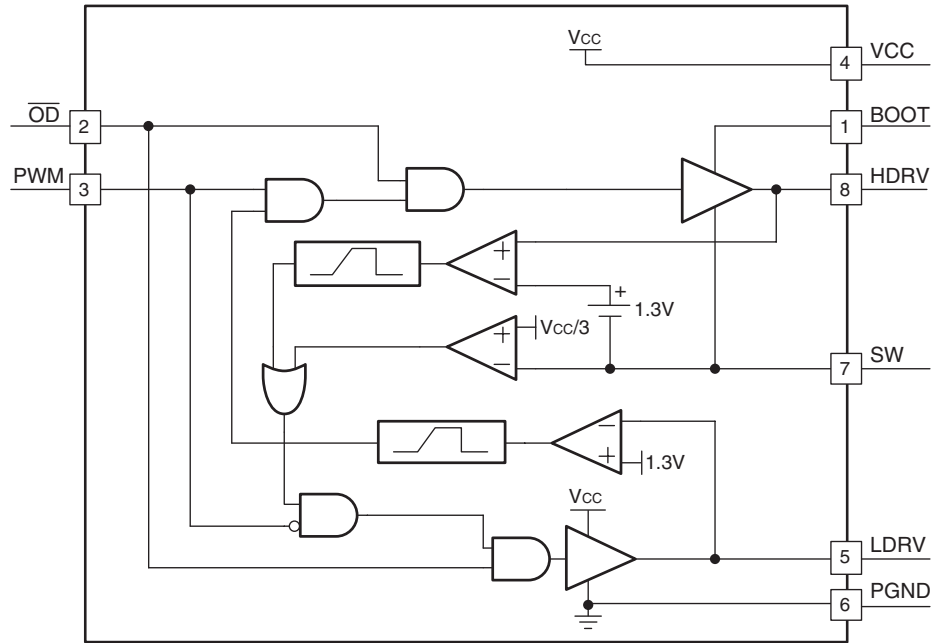 VCC
4 VCC
OD
2
1 BOOT
PWM
3
8 HDRV
+
−
+
1.3V
VCC/3
+
−
7 SW
−
+
1.3V
VCC
5 LDRV
6 PGND